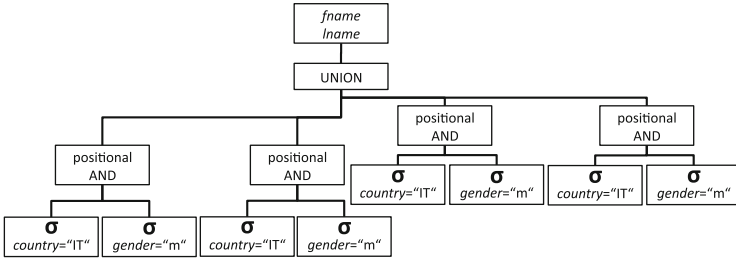 fname
lname
UNION
positional
AND
positional
AND
positional
AND
positional
AND
σ
country=“IT“
σ
gender=“m“
σ
country=“IT“
σ
gender=“m“
σ
country=“IT“
σ
gender=“m“
σ
country=“IT“
σ
gender=“m“